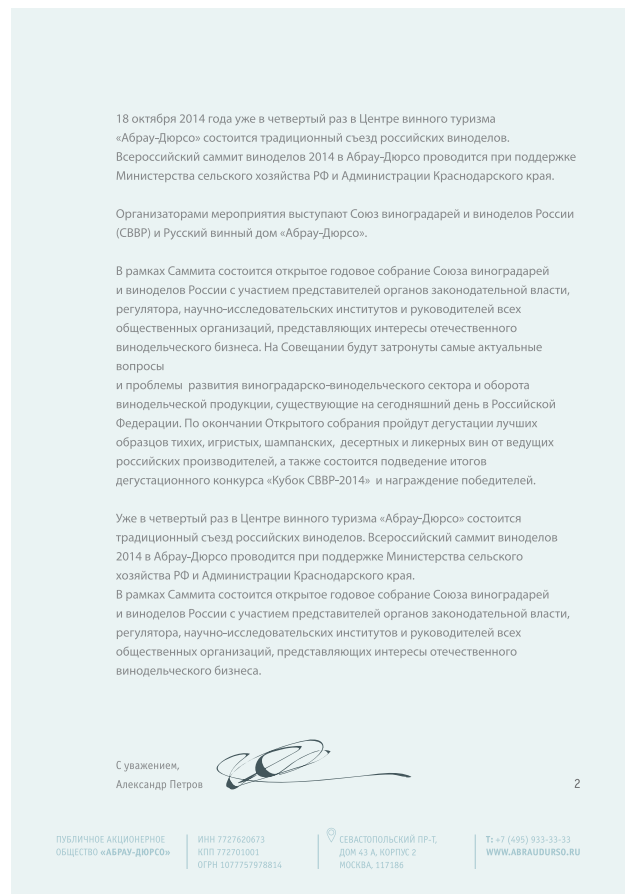 18 октября 2014 года уже в четвертый раз в Центре винного туризма
«Абрау-Дюрсо» состоится традиционный съезд российских виноделов.
Всероссийский саммит виноделов 2014 в Абрау-Дюрсо проводится при поддержке
Министерства сельского хозяйства РФ и Администрации Краснодарского края.

Организаторами мероприятия выступают Союз виноградарей и виноделов России
(СВВР) и Русский винный дом «Абрау-Дюрсо».

В рамках Саммита состоится открытое годовое собрание Союза виноградарей
и виноделов России с участием представителей органов законодательной власти,
регулятора, научно-исследовательских институтов и руководителей всех
общественных организаций, представляющих интересы отечественного
винодельческого бизнеса. На Совещании будут затронуты самые актуальные
вопросы
и проблемы развития виноградарско-винодельческого сектора и оборота
винодельческой продукции, существующие на сегодняшний день в Российской
Федерации. По окончании Открытого собрания пройдут дегустации лучших
образцов тихих, игристых, шампанских, десертных и ликерных вин от ведущих
российских производителей, а также состоится подведение итогов
дегустационного конкурса «Кубок СВВР-2014» и награждение победителей.

Уже в четвертый раз в Центре винного туризма «Абрау-Дюрсо» состоится
традиционный съезд российских виноделов. Всероссийский саммит виноделов
2014 в Абрау-Дюрсо проводится при поддержке Министерства сельского
хозяйства РФ и Администрации Краснодарского края.
В рамках Саммита состоится открытое годовое собрание Союза виноградарей
и виноделов России с участием представителей органов законодательной власти,
регулятора, научно-исследовательских институтов и руководителей всех
общественных организаций, представляющих интересы отечественного
винодельческого бизнеса.

С уважением,
Александр Петров
2

ПУБЛИЧНОЕ АКЦИОНЕРНОЕ
ОБЩЕСТВО «АБРАУ-ДЮРСО»
ИНН 7727620673
КПП 772701001
ОГРН 1077757978814
СЕВАСТОПОЛЬСКИЙ ПР-Т,
ДОМ 43 А, КОРПУС 2
МОСКВА, 117186
Т: +7 (495) 933-33-33
WWW.ABRAUDURSO.RU